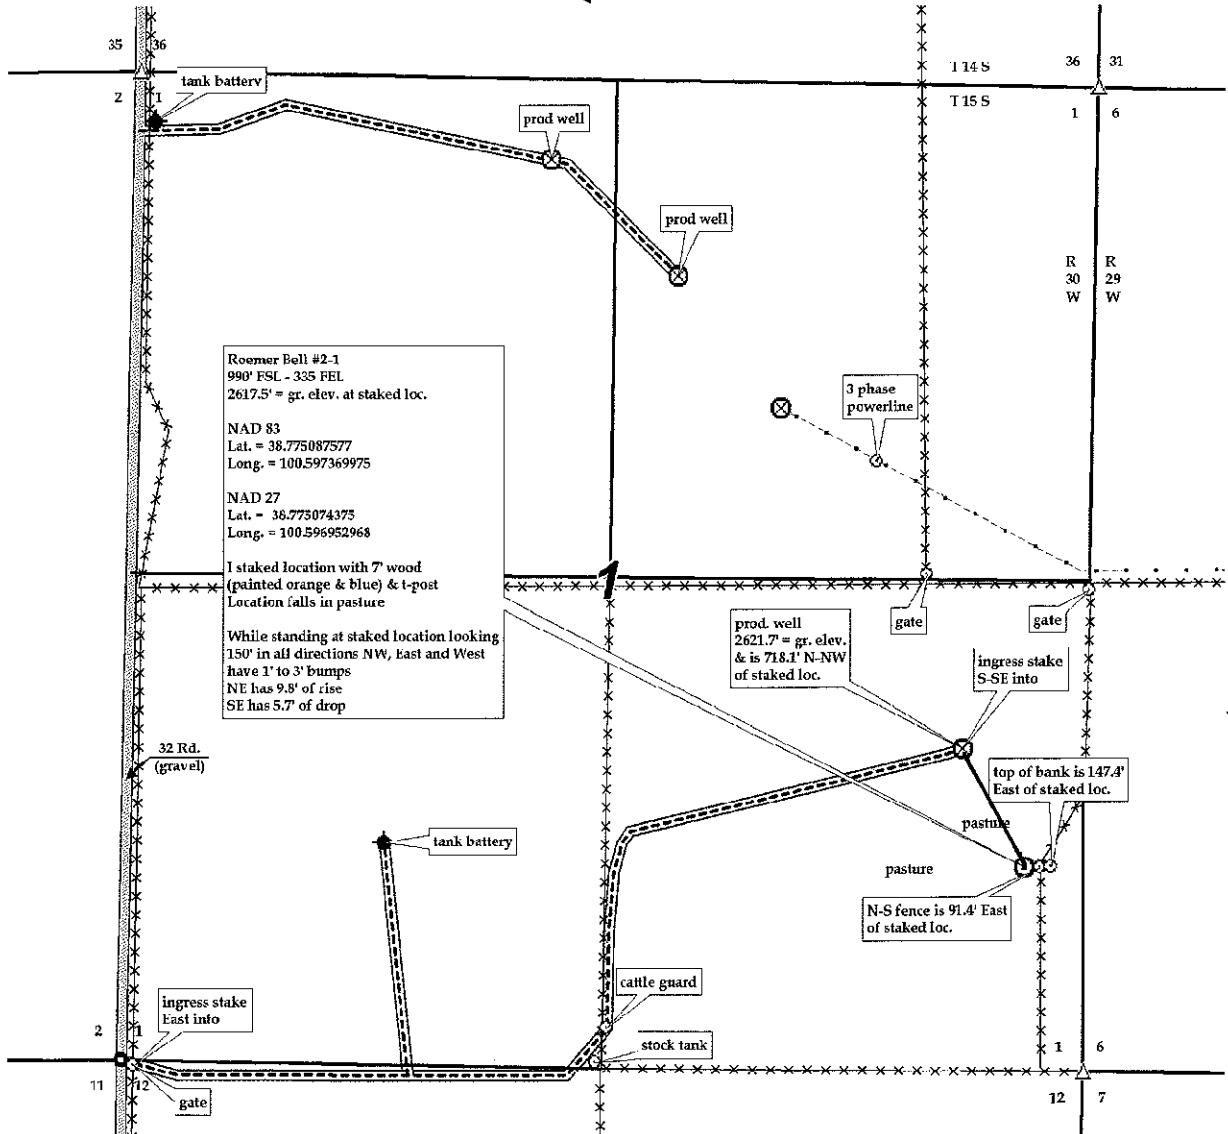 35 36
T 14 S
36 31
tank battery
2 1
T 15 S
1 6
prod well
prod well
R R
30 29
W W
Roemer Bell #2-1
990' FSL - 335 FEL
2617.5' = gr. elev. at staked loc.
NAD 83
Lat. = 38.775087577
Long. = 100.597369975
NAD 27
Lat. = 38.775074375
Long. = 100.596952968
I staked location with 7' wood
(painted orange & blue) & t-post
Location falls in pasture
While standing at staked location looking
150' in all directions NW, East and West
have 1' to 3' bumps
NE has 9.8' of rise
SE has 5.7' of drop
3 phase
powerline
1
gate
gate
prod. well
2621.7' = gr. elev.
& is 718.1' N-NW
of staked loc.
ingress stake
S-SE into
32 Rd.
(gravel)
top of bank is 147.4'
East of staked loc.
pasture
tank battery
pasture
N-S fence is 91.4' East
of staked loc.
cattle guard
ingress stake
East into
stock tank
2 1
1 6
11 12
gate
12 7